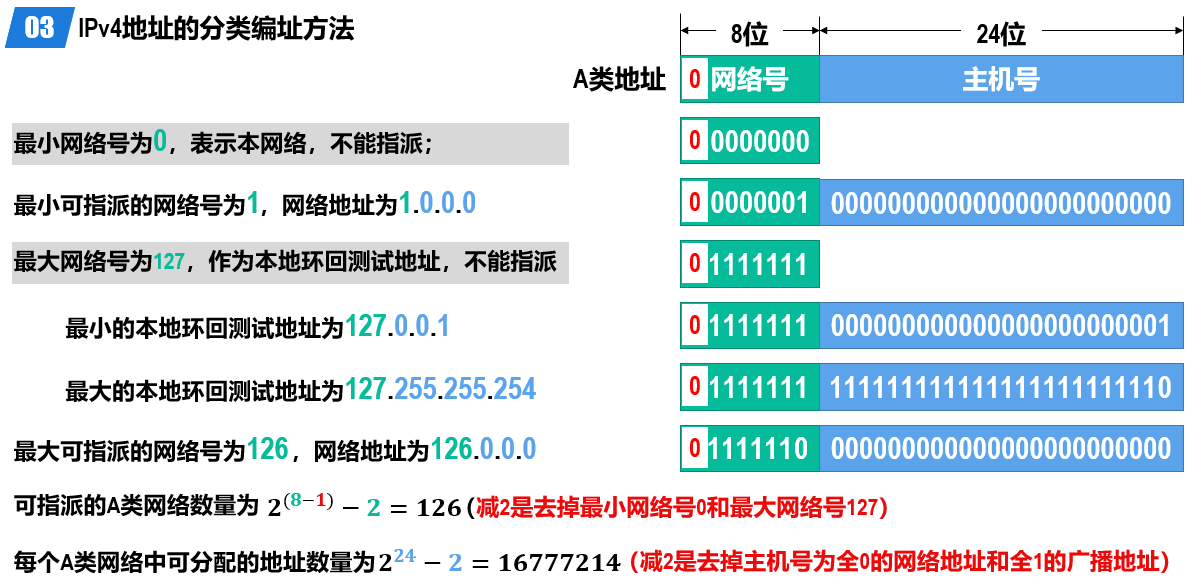 03 IPv4地址的分类编址方法
8位 24位
A类地址 0 网络号 主机号
最小网络号为0，表示本网络，不能指派； 0 0000000
最小可指派的网络号为1，网络地址为1.0.0.0 0 0000001 000000000000000000000000
最大网络号为127，作为本地环回测试地址，不能指派 0 1111111
最小的本地环回测试地址为127.0.0.1 0 1111111 000000000000000000000001
最大的本地环回测试地址为127.255.255.254 0 1111111 111111111111111111111110
最大可指派的网络号为126，网络地址为126.0.0.0 0 1111110 000000000000000000000000
可指派的A类网络数量为 2^(8−1) − 2 = 126 (减2是去掉最小网络号0和最大网络号127)
每个A类网络中可分配的地址数量为 2^24 − 2 = 16777214 (减2是去掉主机号为全0的网络地址和全1的广播地址)